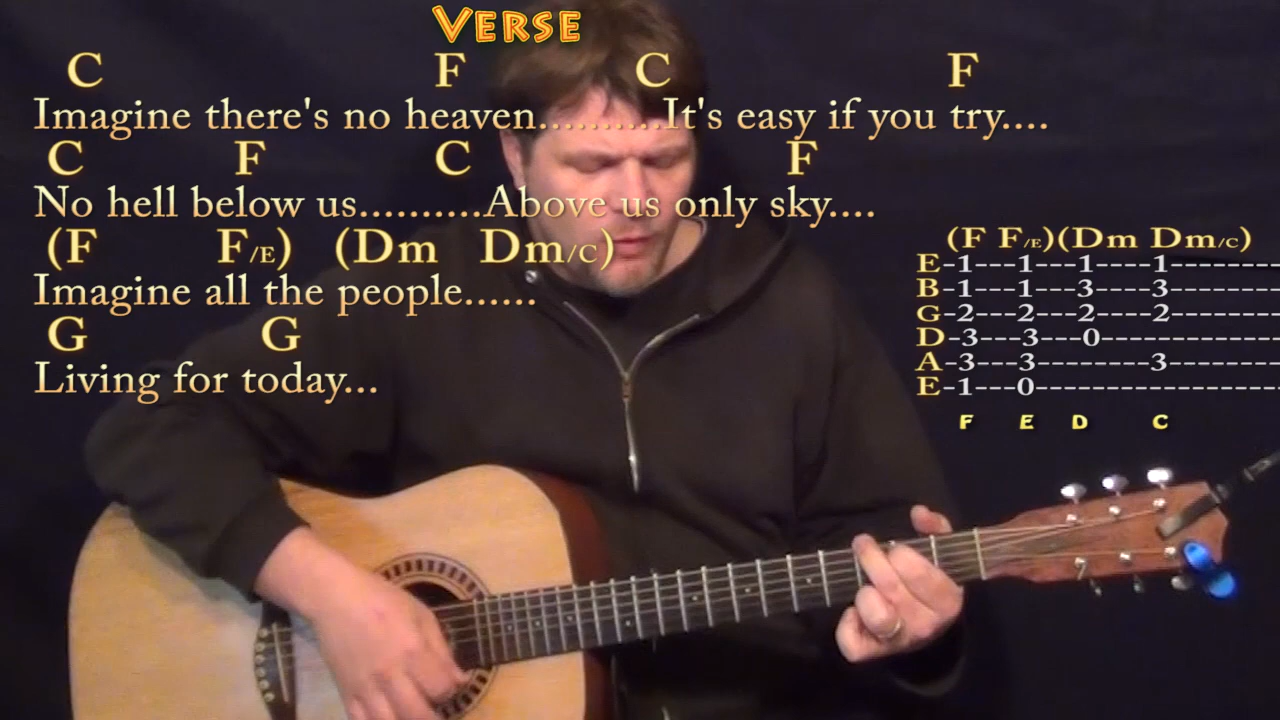 VERSE
C F C F
Imagine there's no heaven..........It's easy if you try....
C F C F
No hell below us..........Above us only sky....
(F F/E) (Dm Dm/C)
Imagine all the people......
G G
Living for today...
(F F/E)(Dm Dm/C)
E-1---1---1----1--------
B-1---1---3----3--------
G-2---2---2----2--------
D-3---3---0-------------
A-3---3--------3--------
E-1---0-----------------
F E D C